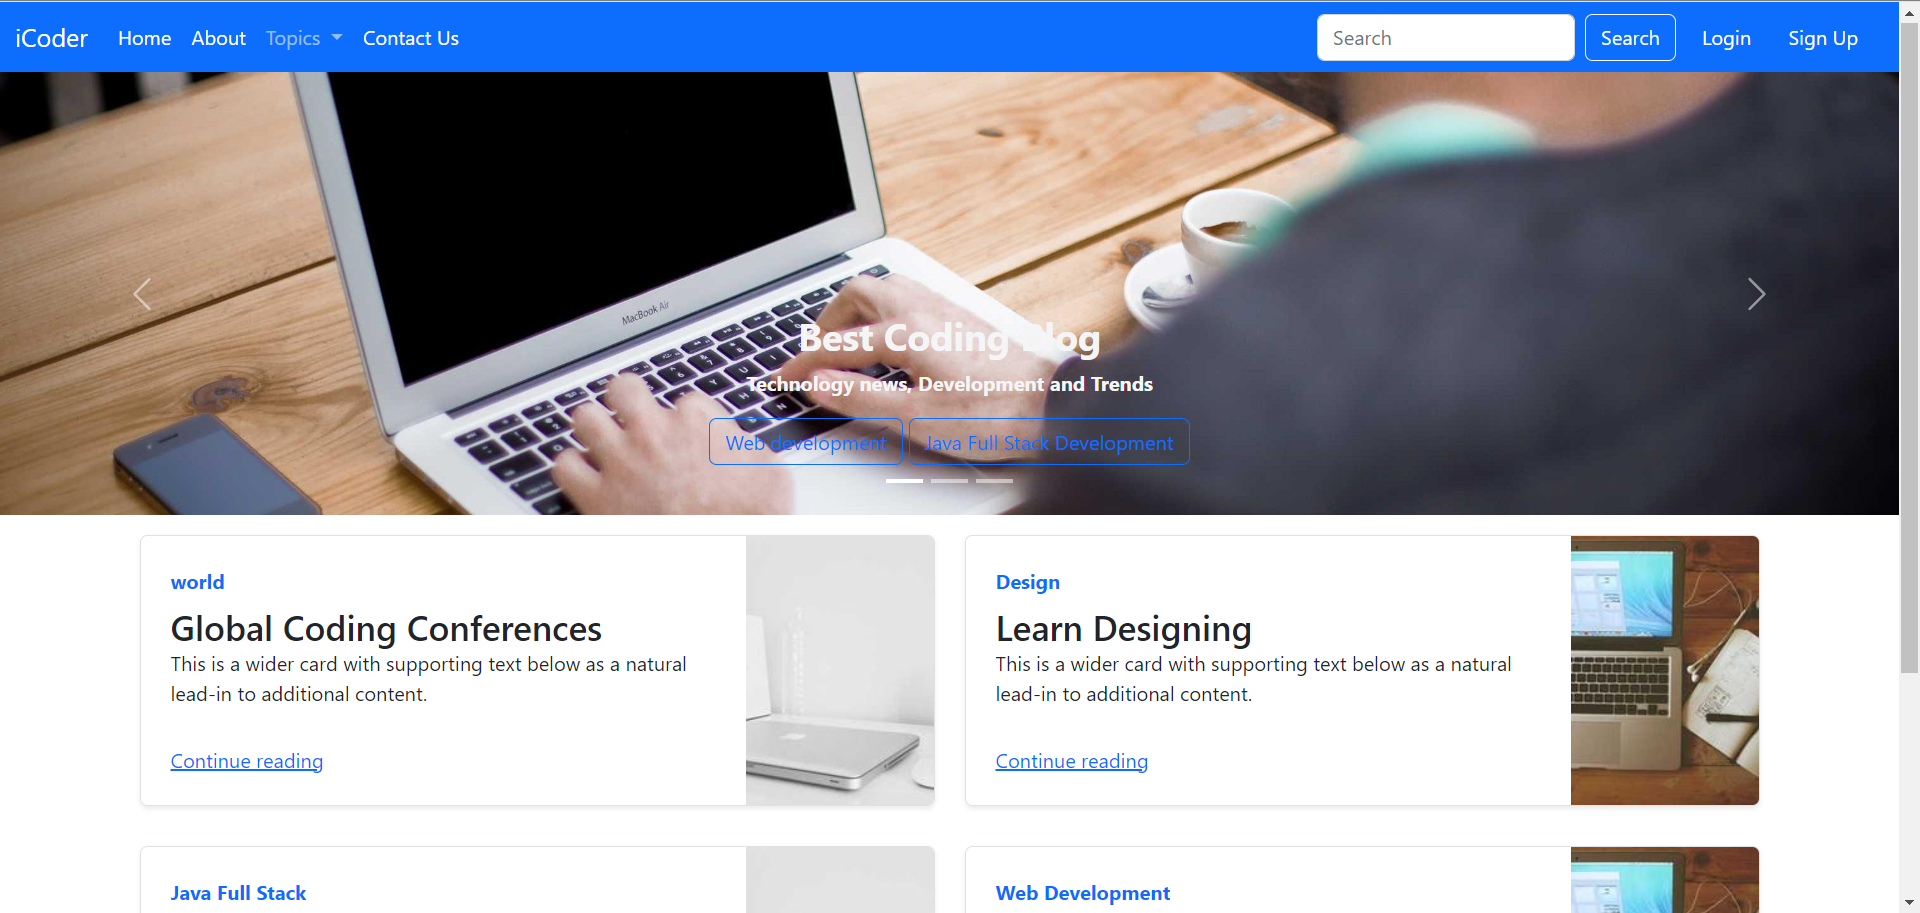 iCoder Home About Topics Contact Us Search Search Login Sign Up
MacBook Air
Best Coding Blog
Technology news, Development and Trends
Web development Java Full Stack Development
world
Global Coding Conferences
This is a wider card with supporting text below as a natural
lead-in to additional content.
Continue reading
Design
Learn Designing
This is a wider card with supporting text below as a natural
lead-in to additional content.
Continue reading
Java Full Stack
Web Development